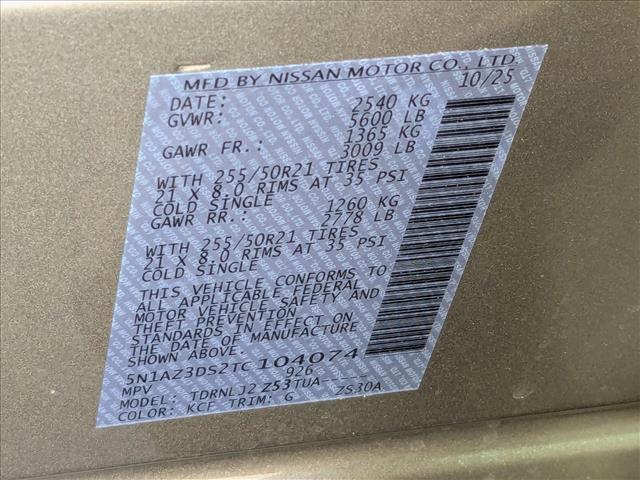 MFD BY NISSAN MOTOR CO., LTD.
DATE: 10/25
GVWR: 2540 KG
5600 LB
GAWR FR.: 1365 KG
3009 LB
WITH 255/50R21 TIRES
21 X 8.0 RIMS AT 35 PSI
COLD SINGLE
GAWR RR.: 1260 KG
2778 LB
WITH 255/50R21 TIRES
21 X 8.0 RIMS AT 35 PSI
COLD SINGLE
THIS VEHICLE CONFORMS TO
ALL APPLICABLE FEDERAL
MOTOR VEHICLE SAFETY AND
THEFT PREVENTION
STANDARDS IN EFFECT ON
THE DATE OF MANUFACTURE
SHOWN ABOVE.
5N1AZ3DS2TC104074
MPV 926
MODEL: TDRNLJ2 Z53TUA--- 
COLOR: KCF TRIM: G ZS30A